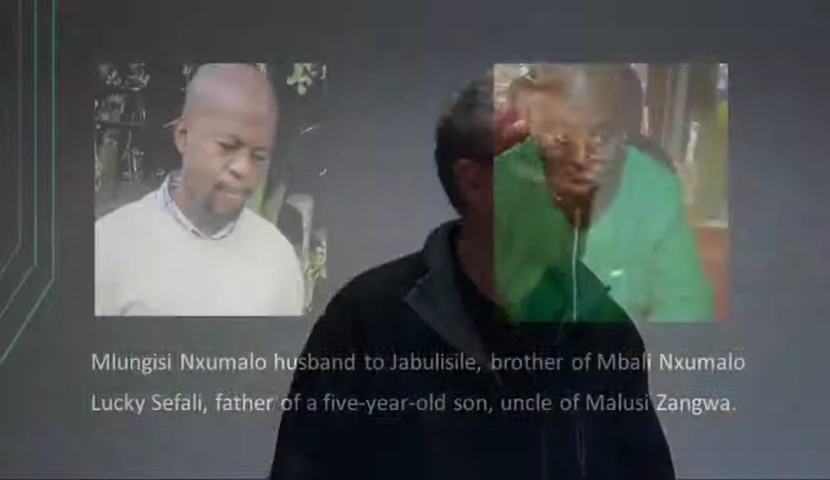 Mlungisi Nxumalo husband to Jabulisile, brother of Mbali Nxumalo
Lucky Sefali, father of a five-year-old son, uncle of Malusi Zangwa.